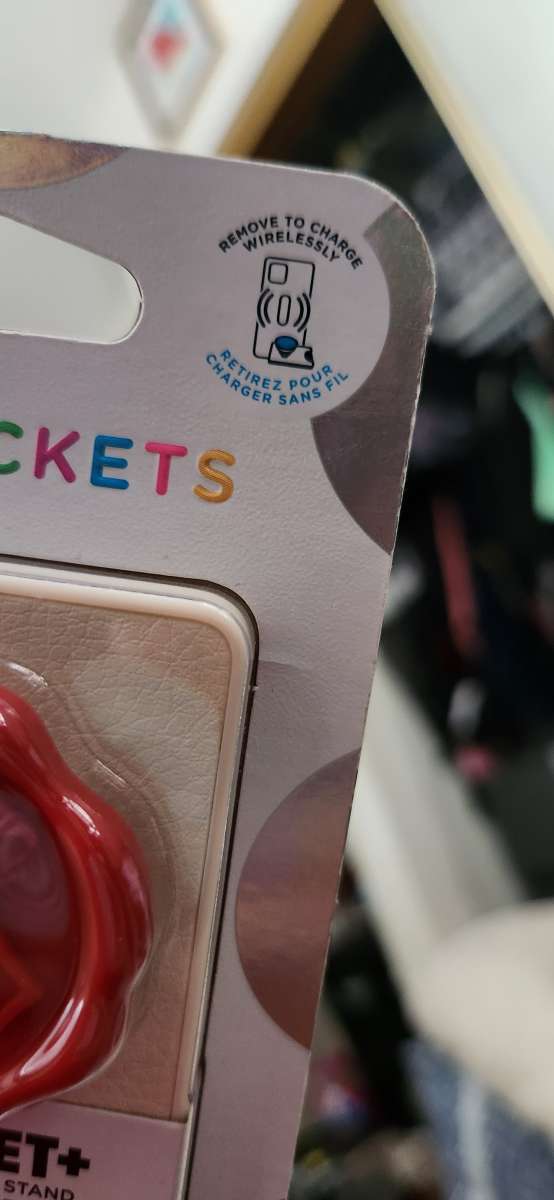 REMOVE TO CHARGE
WIRELESSLY
RETIREZ POUR
CHARGER SANS FIL
CKETS
ET+
STAND